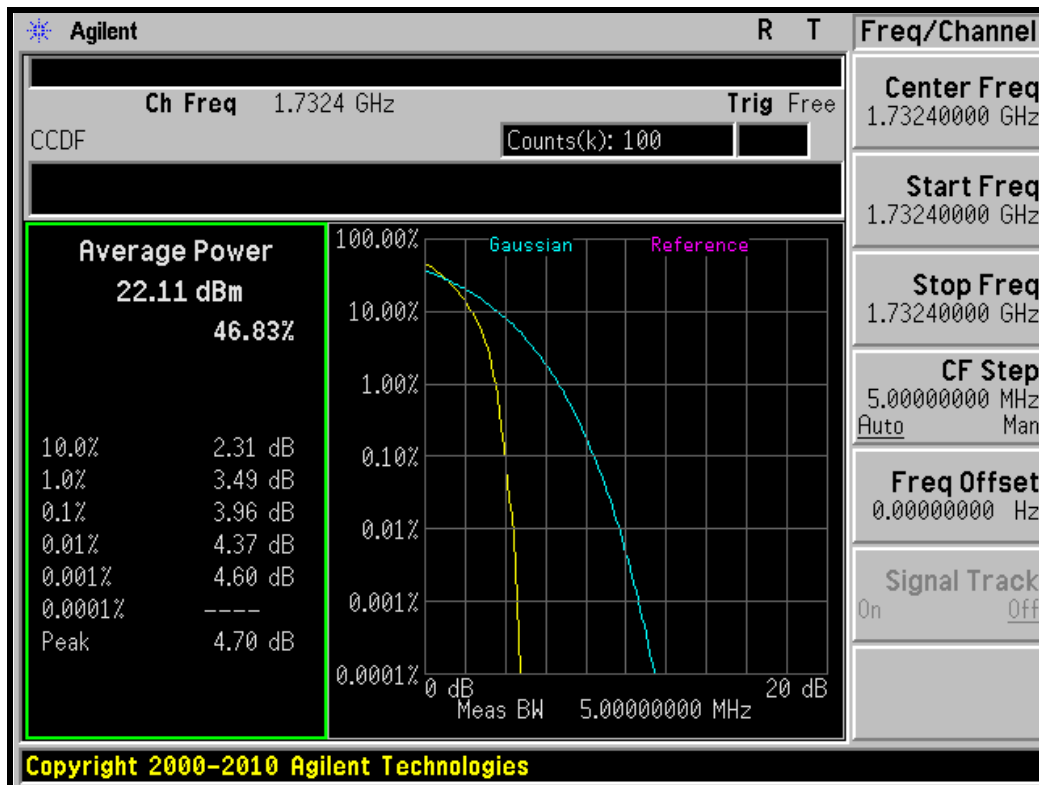 Agilent
R T
Freq/Channel
Ch Freq 1.7324 GHz
Trig Free
CCDF
Counts(k): 100
Center Freq
1.73240000 GHz
Start Freq
1.73240000 GHz
Stop Freq
1.73240000 GHz
CF Step
5.00000000 MHz
Auto Man
Freq Offset
0.00000000 Hz
Signal Track
On Off
Average Power
22.11 dBm
46.83%
10.0% 2.31 dB
1.0% 3.49 dB
0.1% 3.96 dB
0.01% 4.37 dB
0.001% 4.60 dB
0.0001% ----
Peak 4.70 dB
Gaussian Reference
100.00%
10.00%
1.00%
0.10%
0.01%
0.001%
0.0001%
0 dB 20 dB
Meas BW 5.00000000 MHz
Copyright 2000-2010 Agilent Technologies